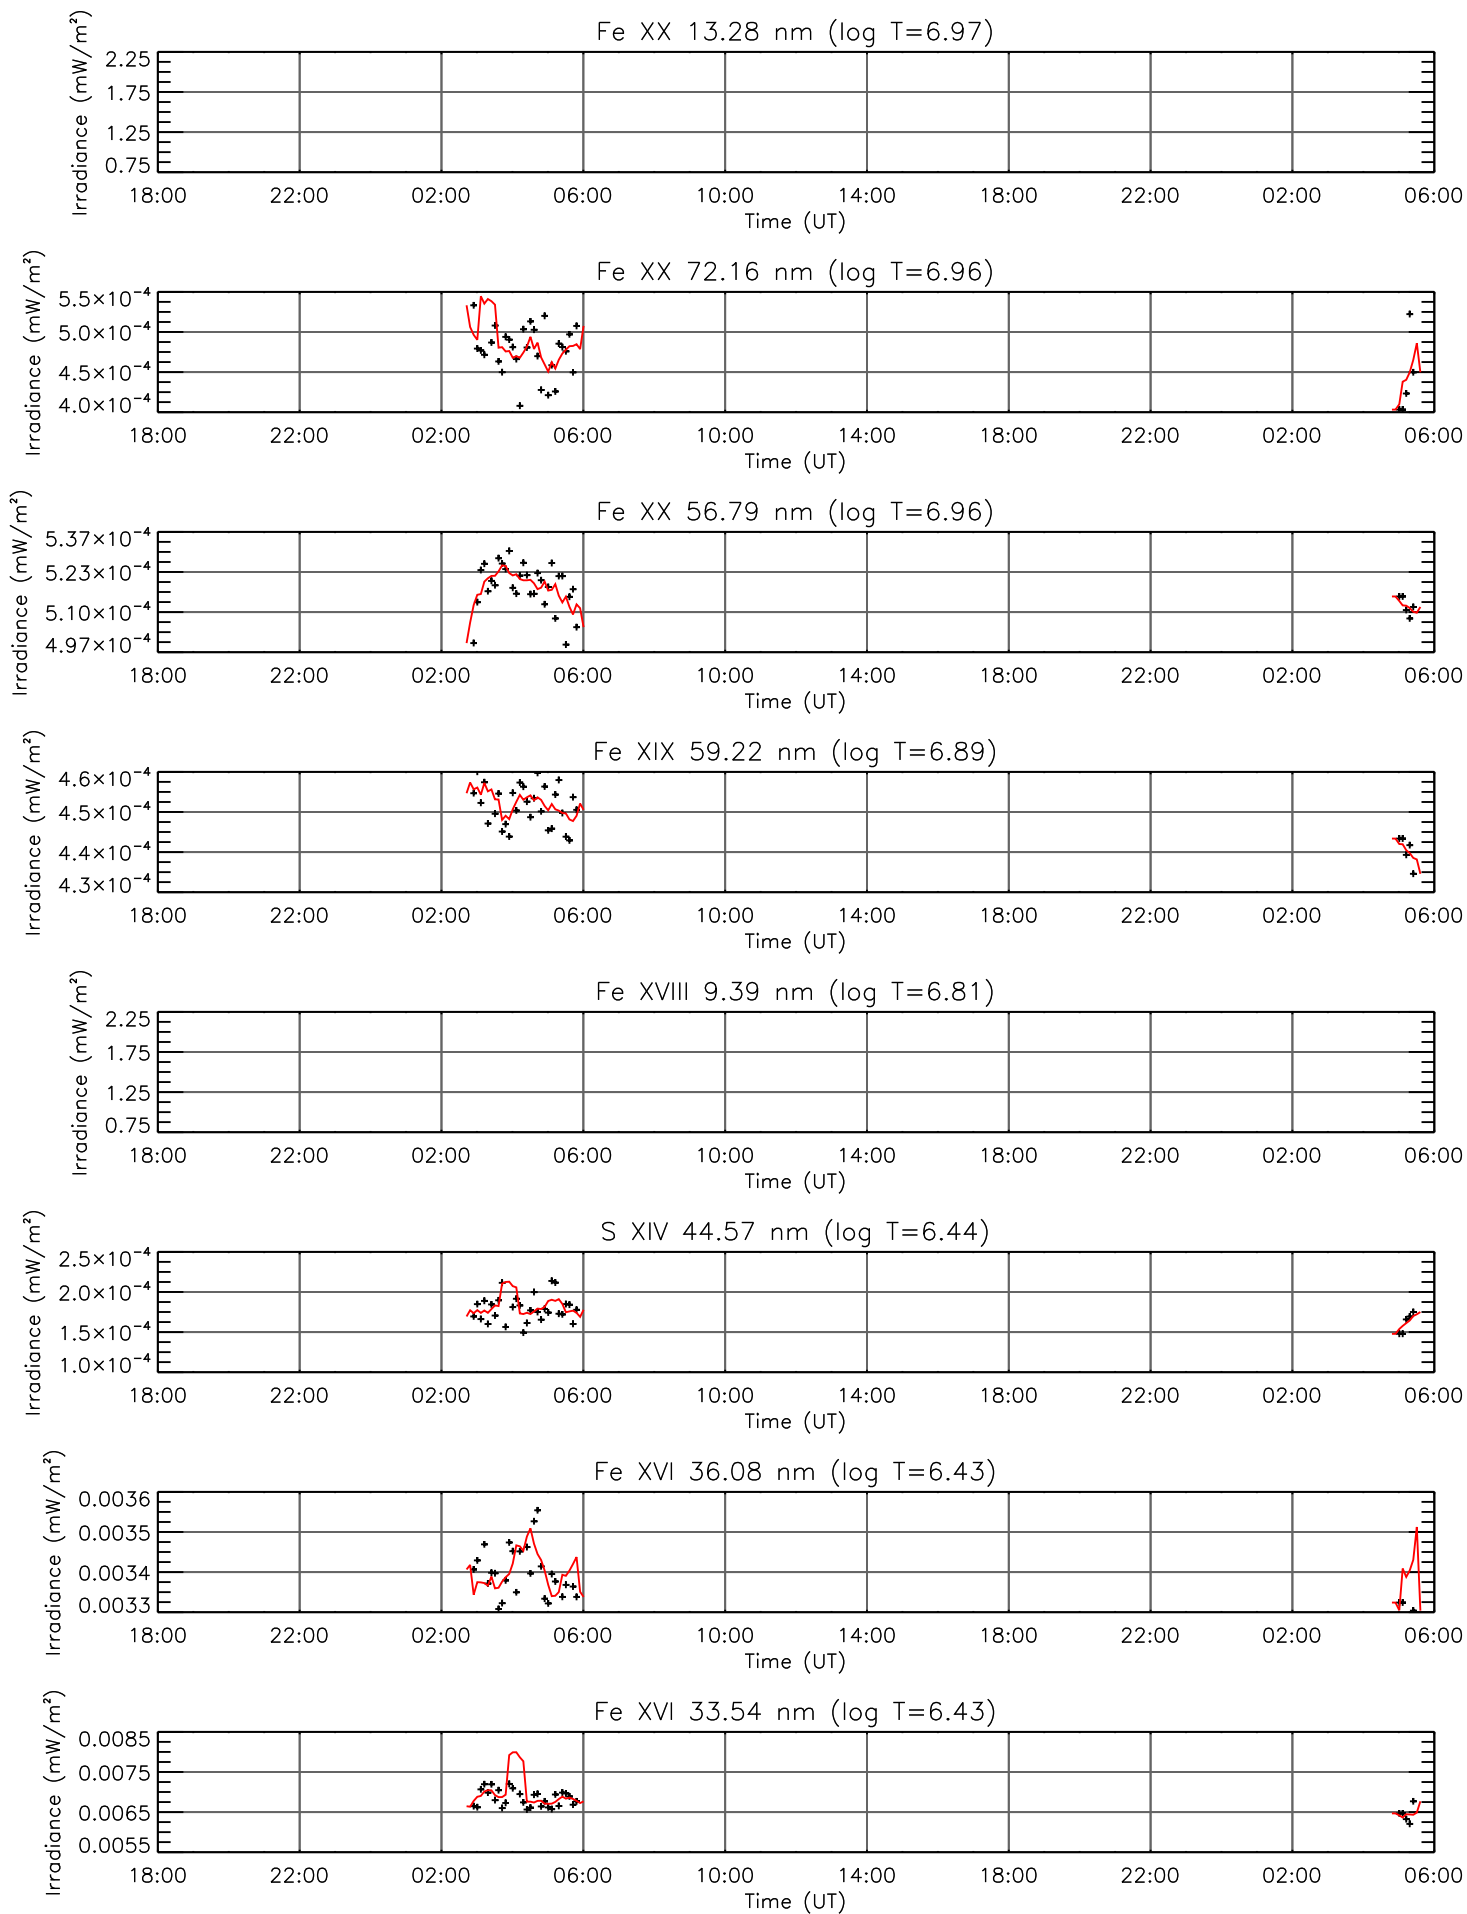 Fe XX 13.28 nm (log T=6.97)
Irradiance (mW/m²)
2.25
1.75
1.25
0.75
18:00 22:00 02:00 06:00 10:00 14:00 18:00 22:00 02:00 06:00
Time (UT)
Fe XX 72.16 nm (log T=6.96)
Irradiance (mW/m²)
5.5×10⁻⁴
5.0×10⁻⁴
4.5×10⁻⁴
4.0×10⁻⁴
18:00 22:00 02:00 06:00 10:00 14:00 18:00 22:00 02:00 06:00
Time (UT)
Fe XX 56.79 nm (log T=6.96)
Irradiance (mW/m²)
5.37×10⁻⁴
5.23×10⁻⁴
5.10×10⁻⁴
4.97×10⁻⁴
18:00 22:00 02:00 06:00 10:00 14:00 18:00 22:00 02:00 06:00
Time (UT)
Fe XIX 59.22 nm (log T=6.89)
Irradiance (mW/m²)
4.6×10⁻⁴
4.5×10⁻⁴
4.4×10⁻⁴
4.3×10⁻⁴
18:00 22:00 02:00 06:00 10:00 14:00 18:00 22:00 02:00 06:00
Time (UT)
Fe XVIII 9.39 nm (log T=6.81)
Irradiance (mW/m²)
2.25
1.75
1.25
0.75
18:00 22:00 02:00 06:00 10:00 14:00 18:00 22:00 02:00 06:00
Time (UT)
S XIV 44.57 nm (log T=6.44)
Irradiance (mW/m²)
2.5×10⁻⁴
2.0×10⁻⁴
1.5×10⁻⁴
1.0×10⁻⁴
18:00 22:00 02:00 06:00 10:00 14:00 18:00 22:00 02:00 06:00
Time (UT)
Fe XVI 36.08 nm (log T=6.43)
Irradiance (mW/m²)
0.0036
0.0035
0.0034
0.0033
18:00 22:00 02:00 06:00 10:00 14:00 18:00 22:00 02:00 06:00
Time (UT)
Fe XVI 33.54 nm (log T=6.43)
Irradiance (mW/m²)
0.0085
0.0075
0.0065
0.0055
18:00 22:00 02:00 06:00 10:00 14:00 18:00 22:00 02:00 06:00
Time (UT)